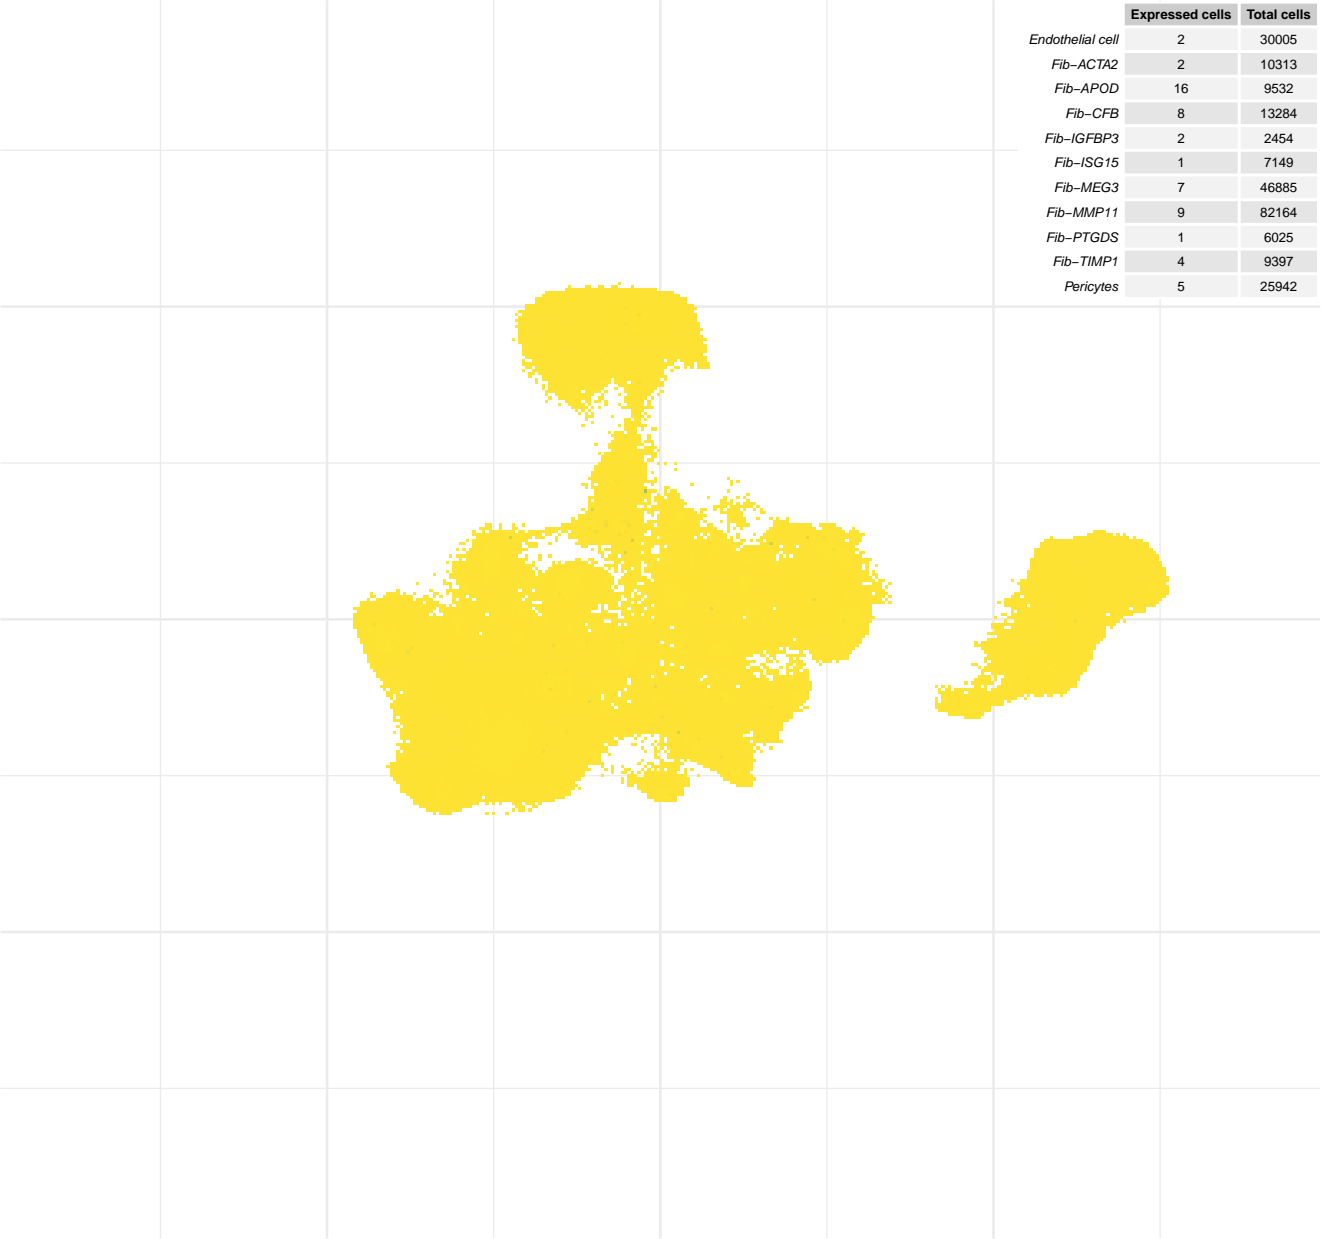 Expressed cells Total cells
Endothelial cell 2 30005
Fib−ACTA2 2 10313
Fib−APOD 16 9532
Fib−CFB 8 13284
Fib−IGFBP3 2 2454
Fib−ISG15 1 7149
Fib−MEG3 7 46885
Fib−MMP11 9 82164
Fib−PTGDS 1 6025
Fib−TIMP1 4 9397
Pericytes 5 25942